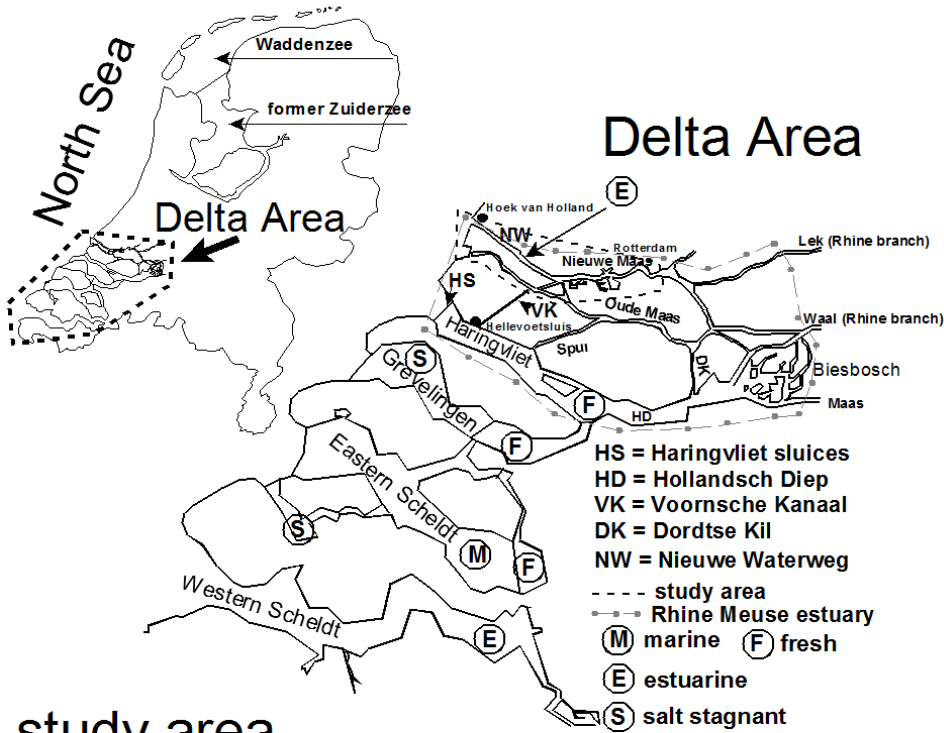 Waddenzee
former Zuiderzee
North Sea
Delta Area
Delta Area
E
Hoek van Holland
NW
Rotterdam
Nieuwe Maas
Lek (Rhine branch)
HS
VK
Oude Maas
Waal (Rhine branch)
Hellevoetsluis
Haringvliet
Spui
DK
Biesbosch
Maas
S
Grevelingen
F
HD
F
Eastern Scheldt
S
M
F
Western Scheldt
E
HS = Haringvliet sluices
HD = Hollandsch Diep
VK = Voornsche Kanaal
DK = Dordtse Kil
NW = Nieuwe Waterweg
study area
Rhine Meuse estuary
M marine F fresh
E estuarine
S salt stagnant
study area